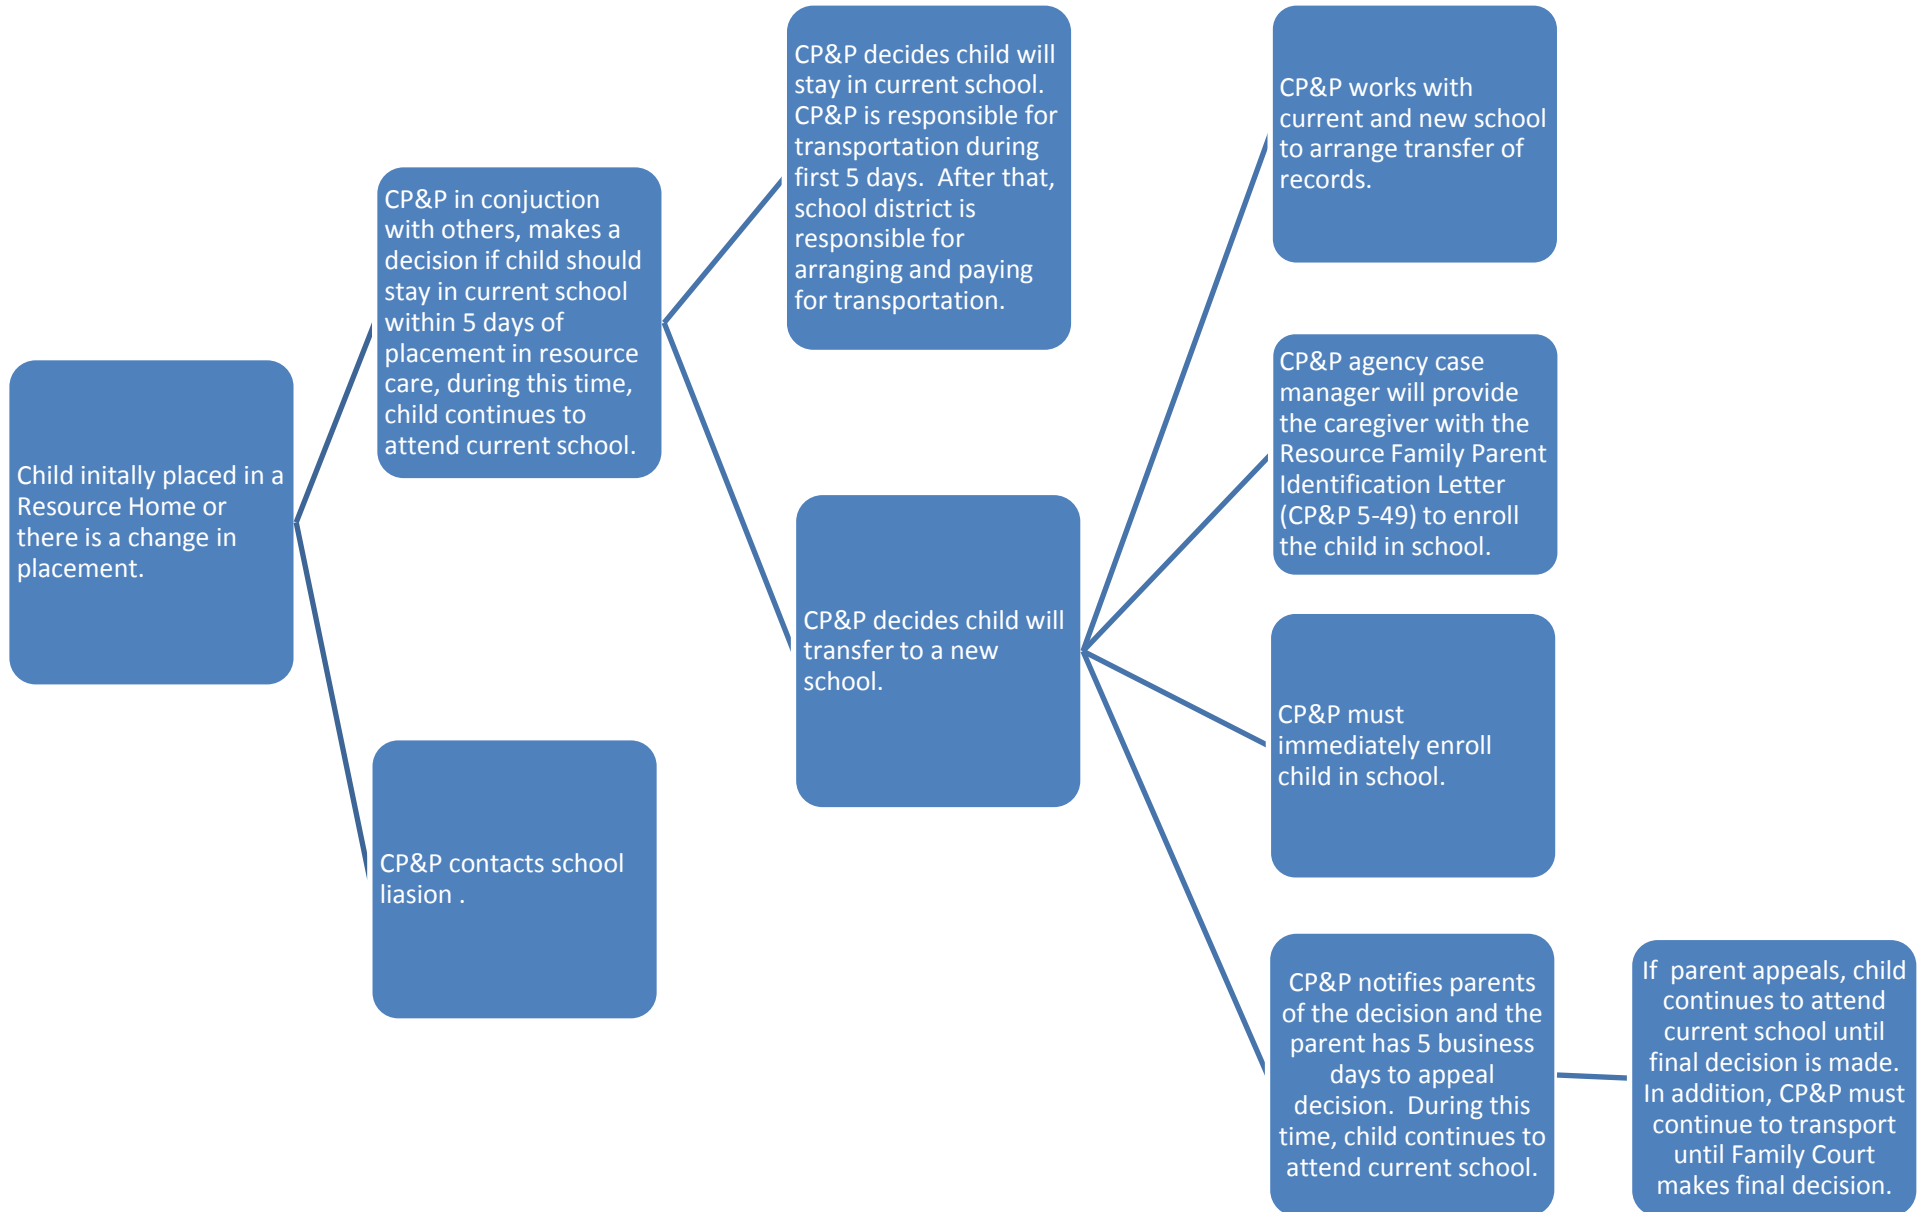 Child initally placed in a
Resource Home or
there is a change in
placement.
CP&P in conjuction
with others, makes a
decision if child should
stay in current school
within 5 days of
placement in resource
care, during this time,
child continues to
attend current school.
CP&P contacts school
liasion .
CP&P decides child will
stay in current school.
CP&P is responsible for
transportation during
first 5 days.  After that,
school district is
responsible for
arranging and paying
for transportation.
CP&P decides child will
transfer to a new
school.
CP&P works with
current and new school
to arrange transfer of
records.
CP&P agency case
manager will provide
the caregiver with the
Resource Family Parent
Identification Letter
(CP&P 5-49) to enroll
the child in school.
CP&P must
immediately enroll
child in school.
CP&P notifies parents
of the decision and the
parent has 5 business
days to appeal
decision.  During this
time, child continues to
attend current school.
If  parent appeals, child
continues to attend
current school until
final decision is made.
In addition, CP&P must
continue to transport
until Family Court
makes final decision.